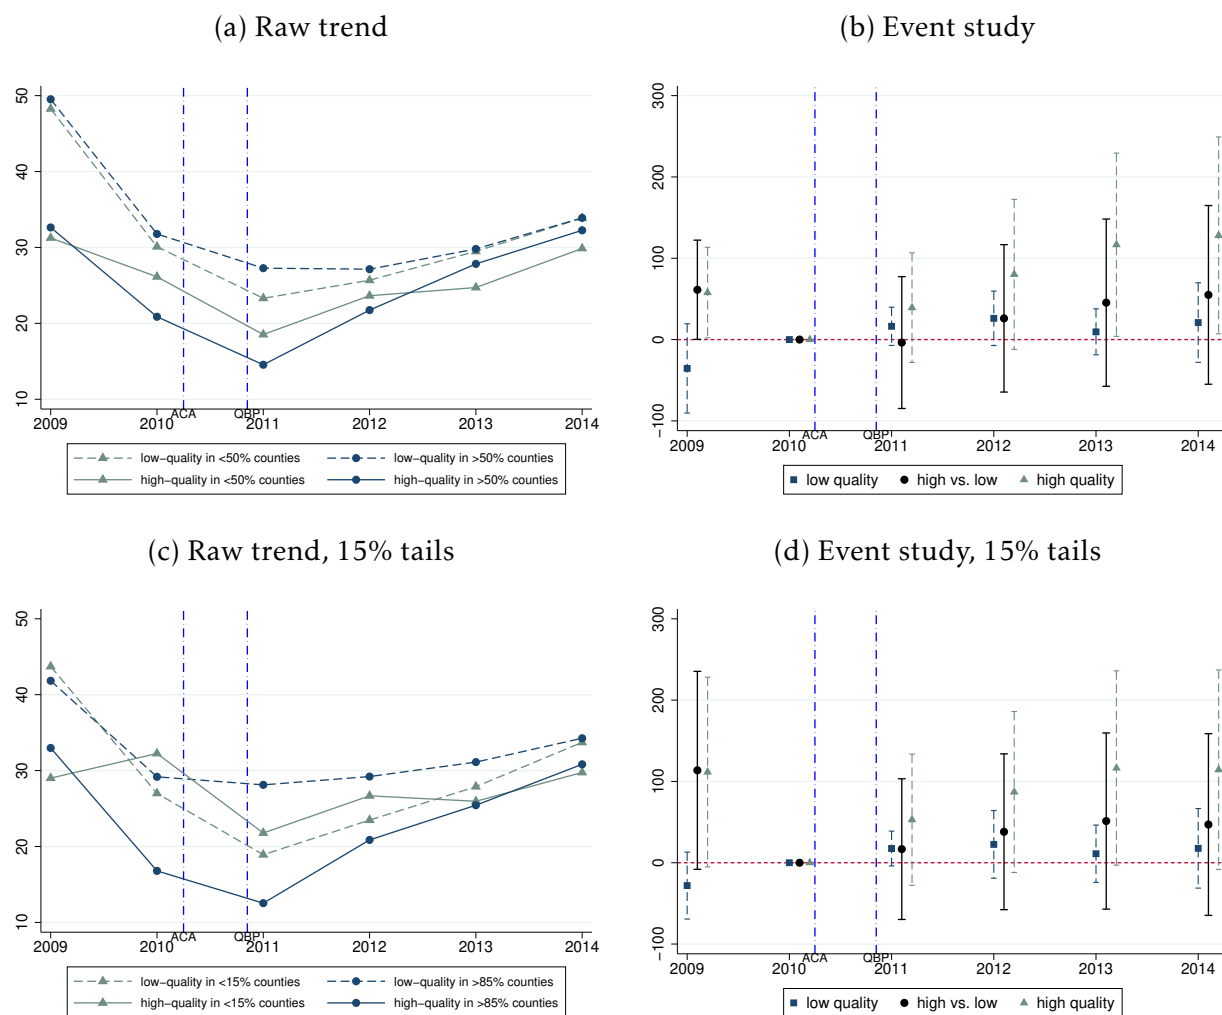 (a) Raw trend
50
40
30
20
10
2009 2010 2011 2012 2013 2014
ACA QBP
low−quality in <50% counties low−quality in >50% counties
high−quality in <50% counties high−quality in >50% counties
(b) Event study
300
200
100
0
−100
2009 2010 2011 2012 2013 2014
ACA QBP
low quality high vs. low high quality
(c) Raw trend, 15% tails
50
40
30
20
10
2009 2010 2011 2012 2013 2014
ACA QBP
low−quality in <15% counties low−quality in >85% counties
high−quality in <15% counties high−quality in >85% counties
(d) Event study, 15% tails
300
200
100
0
−100
2009 2010 2011 2012 2013 2014
ACA QBP
low quality high vs. low high quality